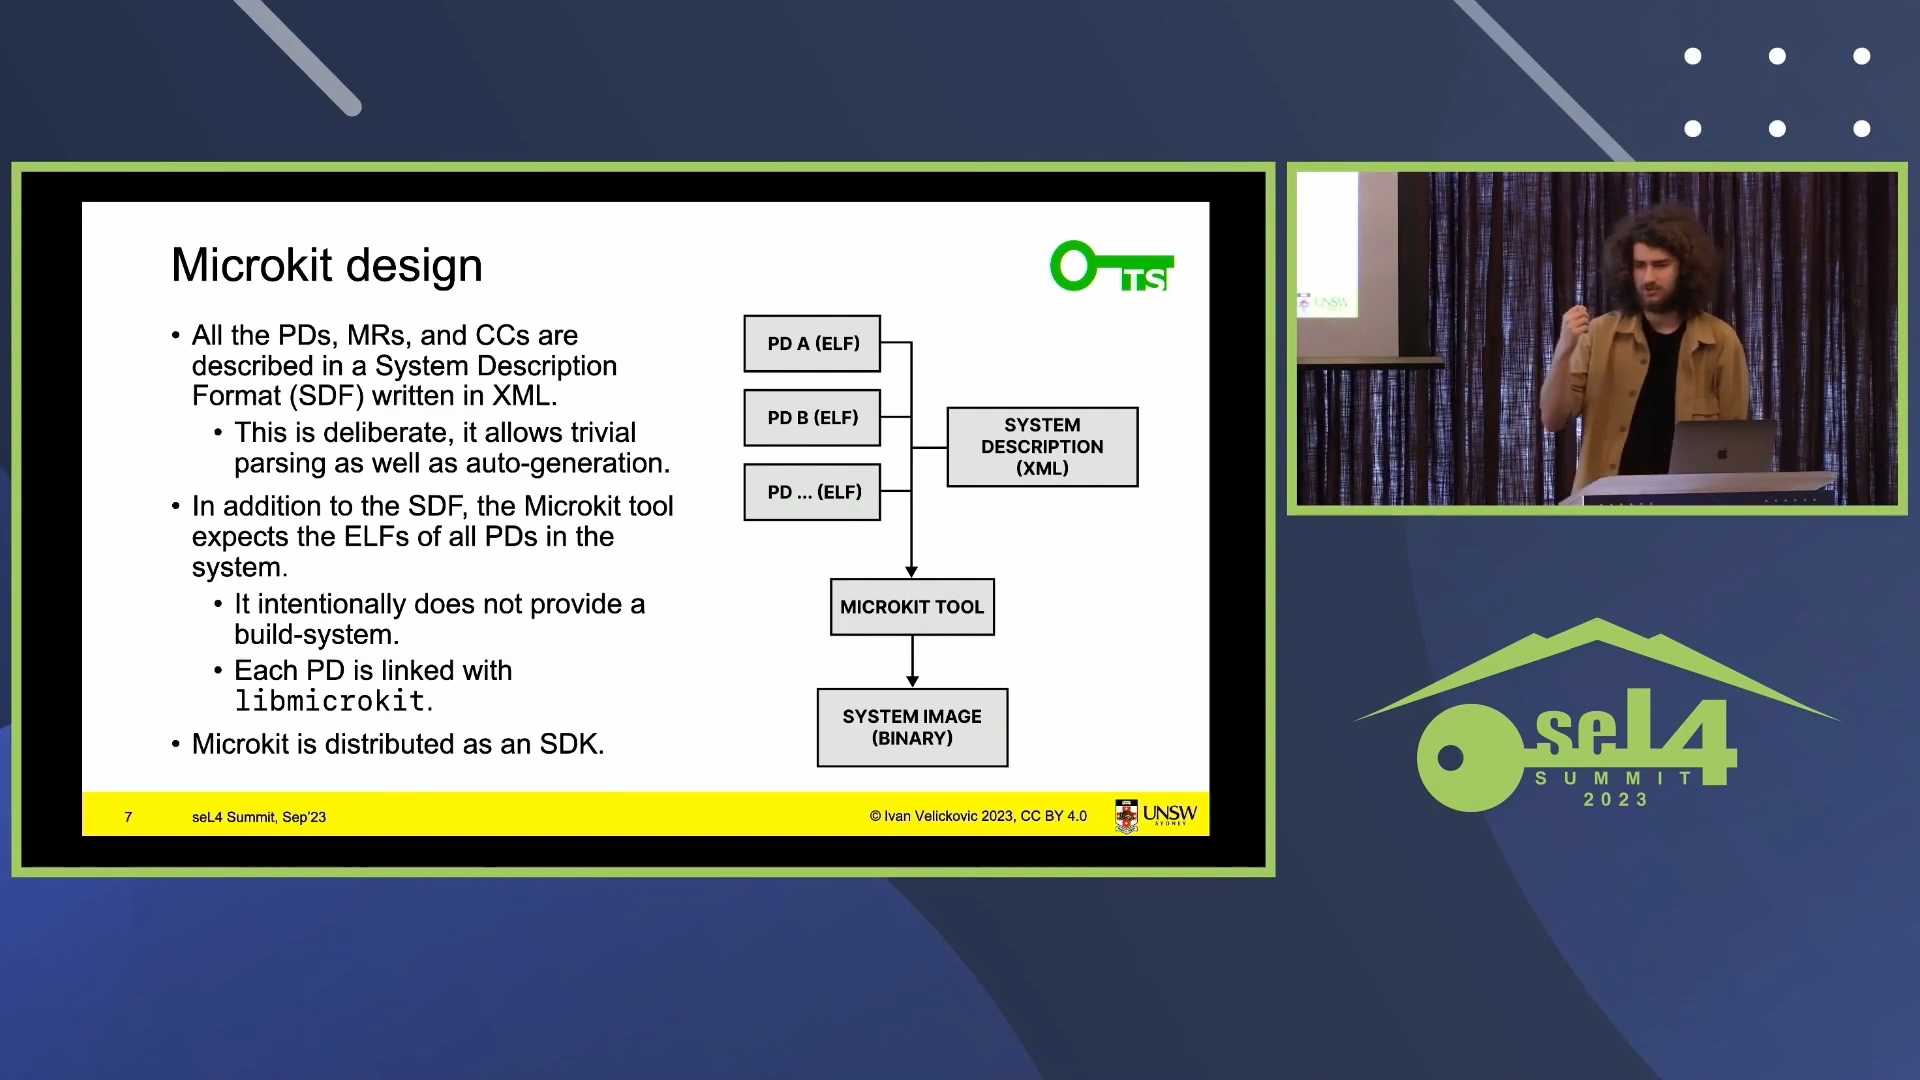 Microkit design
TS
• All the PDs, MRs, and CCs are
described in a System Description
Format (SDF) written in XML.
• This is deliberate, it allows trivial
parsing as well as auto-generation.
• In addition to the SDF, the Microkit tool
expects the ELFs of all PDs in the
system.
• It intentionally does not provide a
build-system.
• Each PD is linked with
libmicrokit.
• Microkit is distributed as an SDK.
PD A (ELF)
PD B (ELF)
PD ... (ELF)
SYSTEM
DESCRIPTION
(XML)
MICROKIT TOOL
SYSTEM IMAGE
(BINARY)
7
seL4 Summit, Sep'23
© Ivan Velickovic 2023, CC BY 4.0
UNSW
SYDNEY
UNSW
seL4
SUMMIT
2023